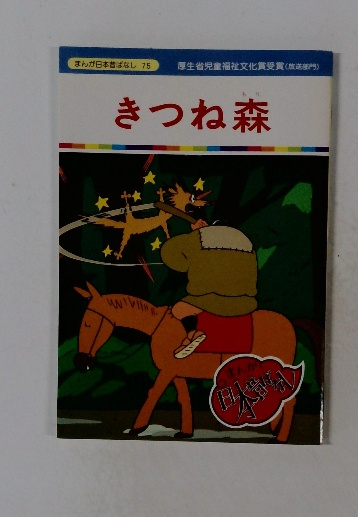 まんが日本昔ばなし 75
厚生省児童福祉文化賞受賞(放送部門)
もり
きつね森
まんが
日本昔ばなし